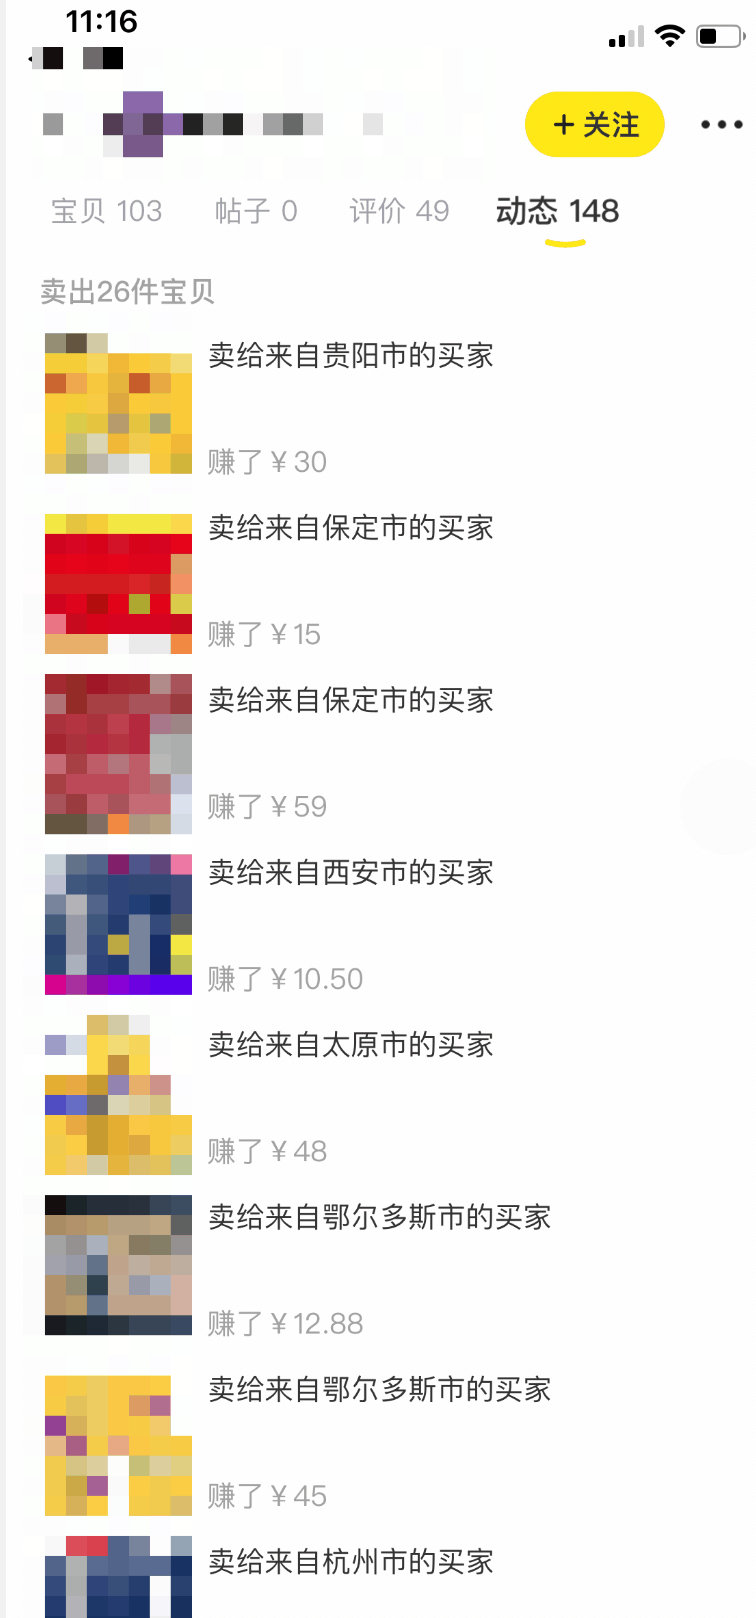 11:16
+ 关注
宝贝 103 帖子 0 评价 49 动态 148
卖出26件宝贝
卖给来自贵阳市的买家
赚了￥30
卖给来自保定市的买家
赚了￥15
卖给来自保定市的买家
赚了￥59
卖给来自西安市的买家
赚了￥10.50
卖给来自太原市的买家
赚了￥48
卖给来自鄂尔多斯市的买家
赚了￥12.88
卖给来自鄂尔多斯市的买家
赚了￥45
卖给来自杭州市的买家